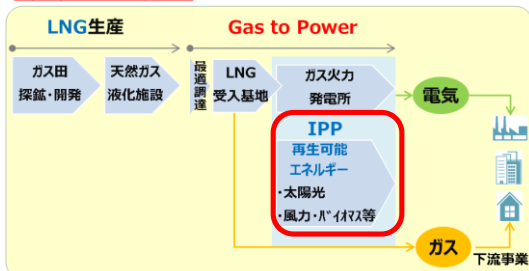 LNG生産
Gas to Power
ガス田
探鉱・開発
天然ガス
液化施設
最適調達
LNG
受入基地
ガス火力
発電所
電気
IPP
再生可能
エネルギー
・太陽光
・風力・ﾊﾞｲｵﾏｽ等
ガス
下流事業